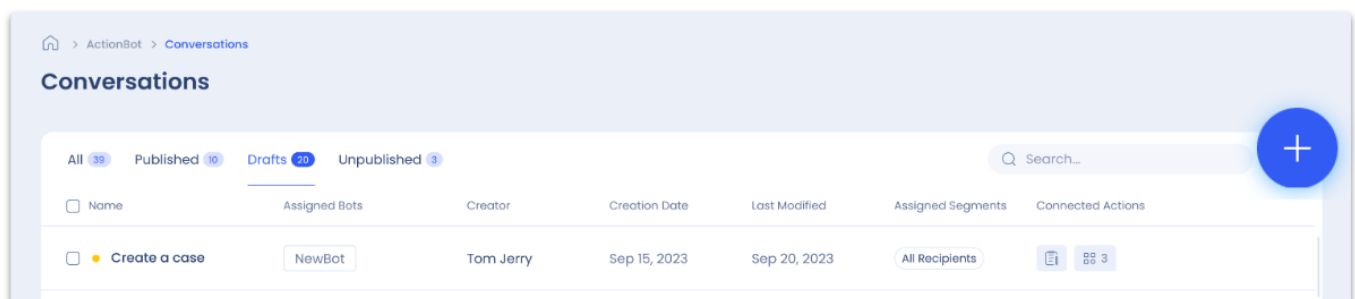 > ActionBot > Conversations
Conversations
All 39 Published 10 Drafts 20 Unpublished 3 Search...
Name Assigned Bots Creator Creation Date Last Modified Assigned Segments Connected Actions
Create a case NewBot Tom Jerry Sep 15, 2023 Sep 20, 2023 All Recipients 3